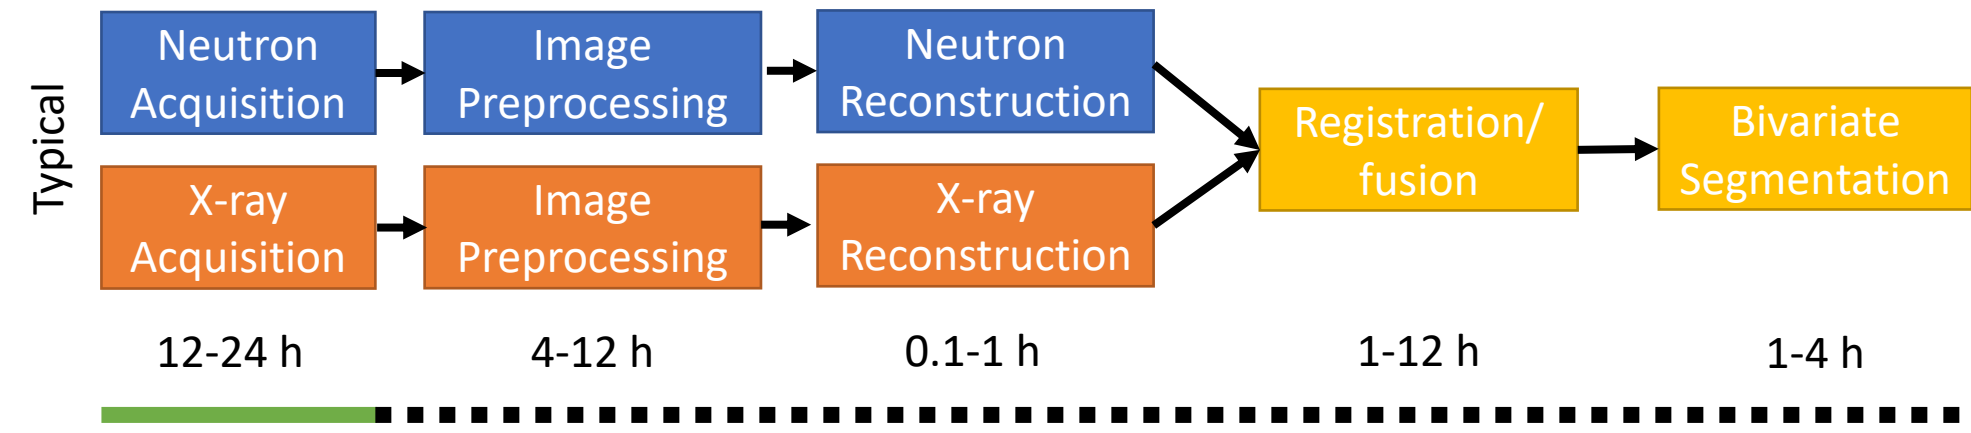 Typical
Neutron
Acquisition
Image
Preprocessing
Neutron
Reconstruction
X-ray
Acquisition
Image
Preprocessing
X-ray
Reconstruction
Registration/
fusion
Bivariate
Segmentation
12-24 h
4-12 h
0.1-1 h
1-12 h
1-4 h